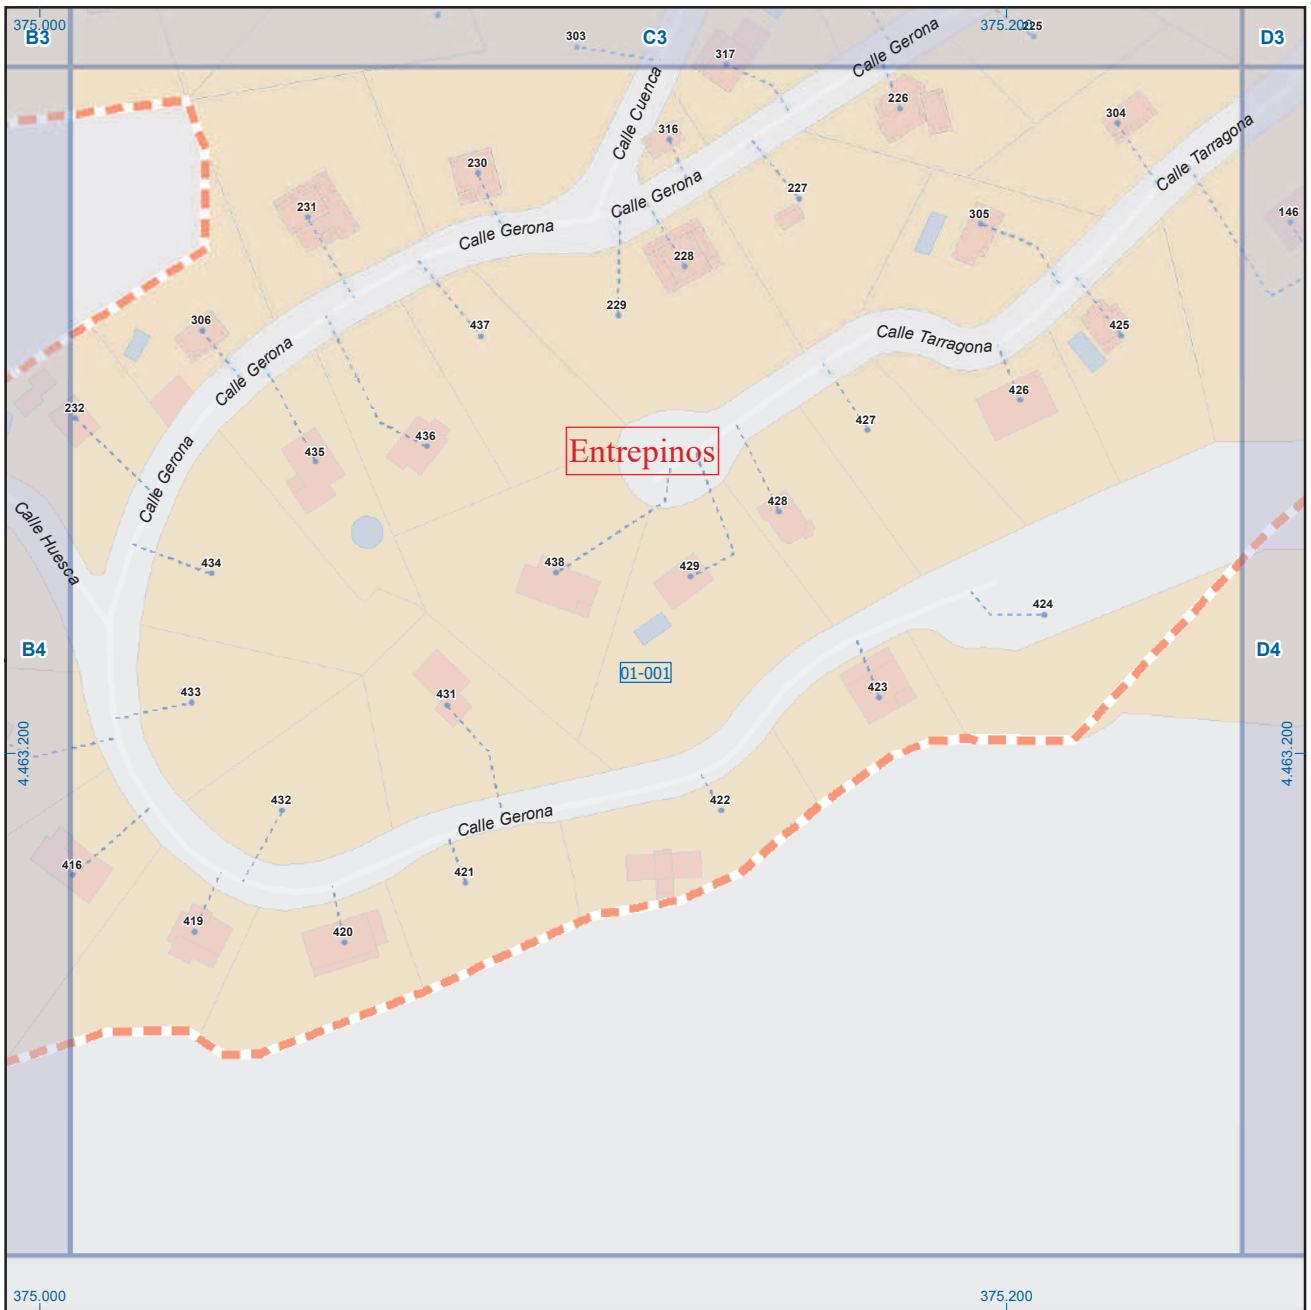 375.000
375.200
225
B3
303
C3
D3
317
Calle Gerona
226
304
Calle Cuenca
316
Calle Tarragona
230
227
Calle Gerona
231
305
146
Calle Gerona
228
229
306
437
425
Calle Tarragona
Calle Gerona
426
232
427
436
435
Entrepinos
Calle Gerona
428
Calle Huesca
434
438
429
424
B4
D4
01-001
433
431
423
4.463.200
4.463.200
432
422
Calle Gerona
416
421
419
420
375.000
375.200